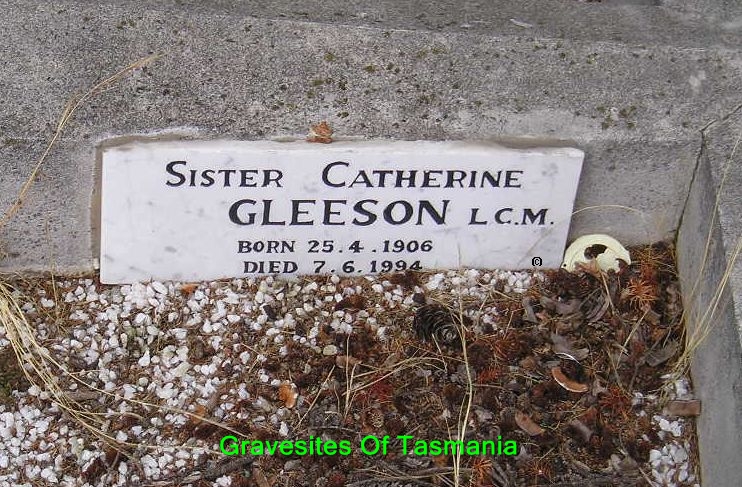 SISTER CATHERINE
GLEESON L.C.M.
BORN 25.4.1906
DIED 7.6.1994
©
Gravesites Of Tasmania